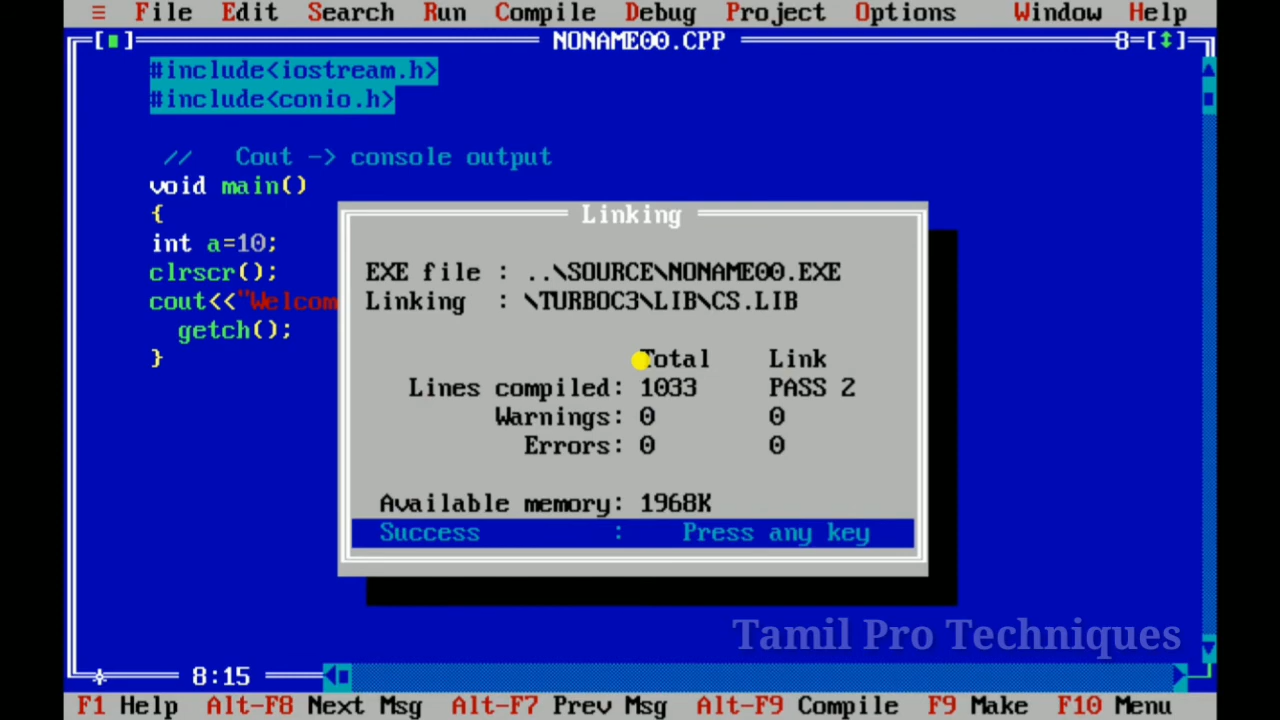 ≡ File Edit Search Run Compile Debug Project Options Window Help
[■] NONAME00.CPP 8=[↕]
#include<iostream.h>
#include<conio.h>
// Cout -> console output
void main()
{
int a=10;
clrscr();
cout<<"Welcom
getch();
}
Linking
EXE file : ..\SOURCE\NONAME00.EXE
Linking : \TURBOC3\LIB\CS.LIB
Total Link
Lines compiled: 1033 PASS 2
Warnings: 0 0
Errors: 0 0
Available memory: 1968K
Success : Press any key
Tamil Pro Techniques
8:15
F1 Help Alt-F8 Next Msg Alt-F7 Prev Msg Alt-F9 Compile F9 Make F10 Menu